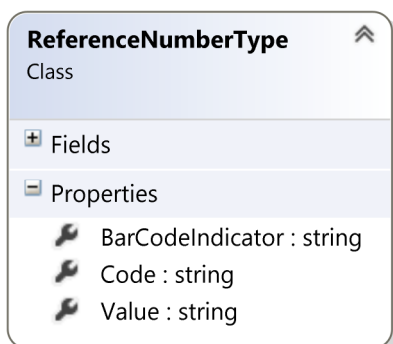 ReferenceNumberType
Class
Fields
Properties
BarCodeIndicator : string
Code : string
Value : string